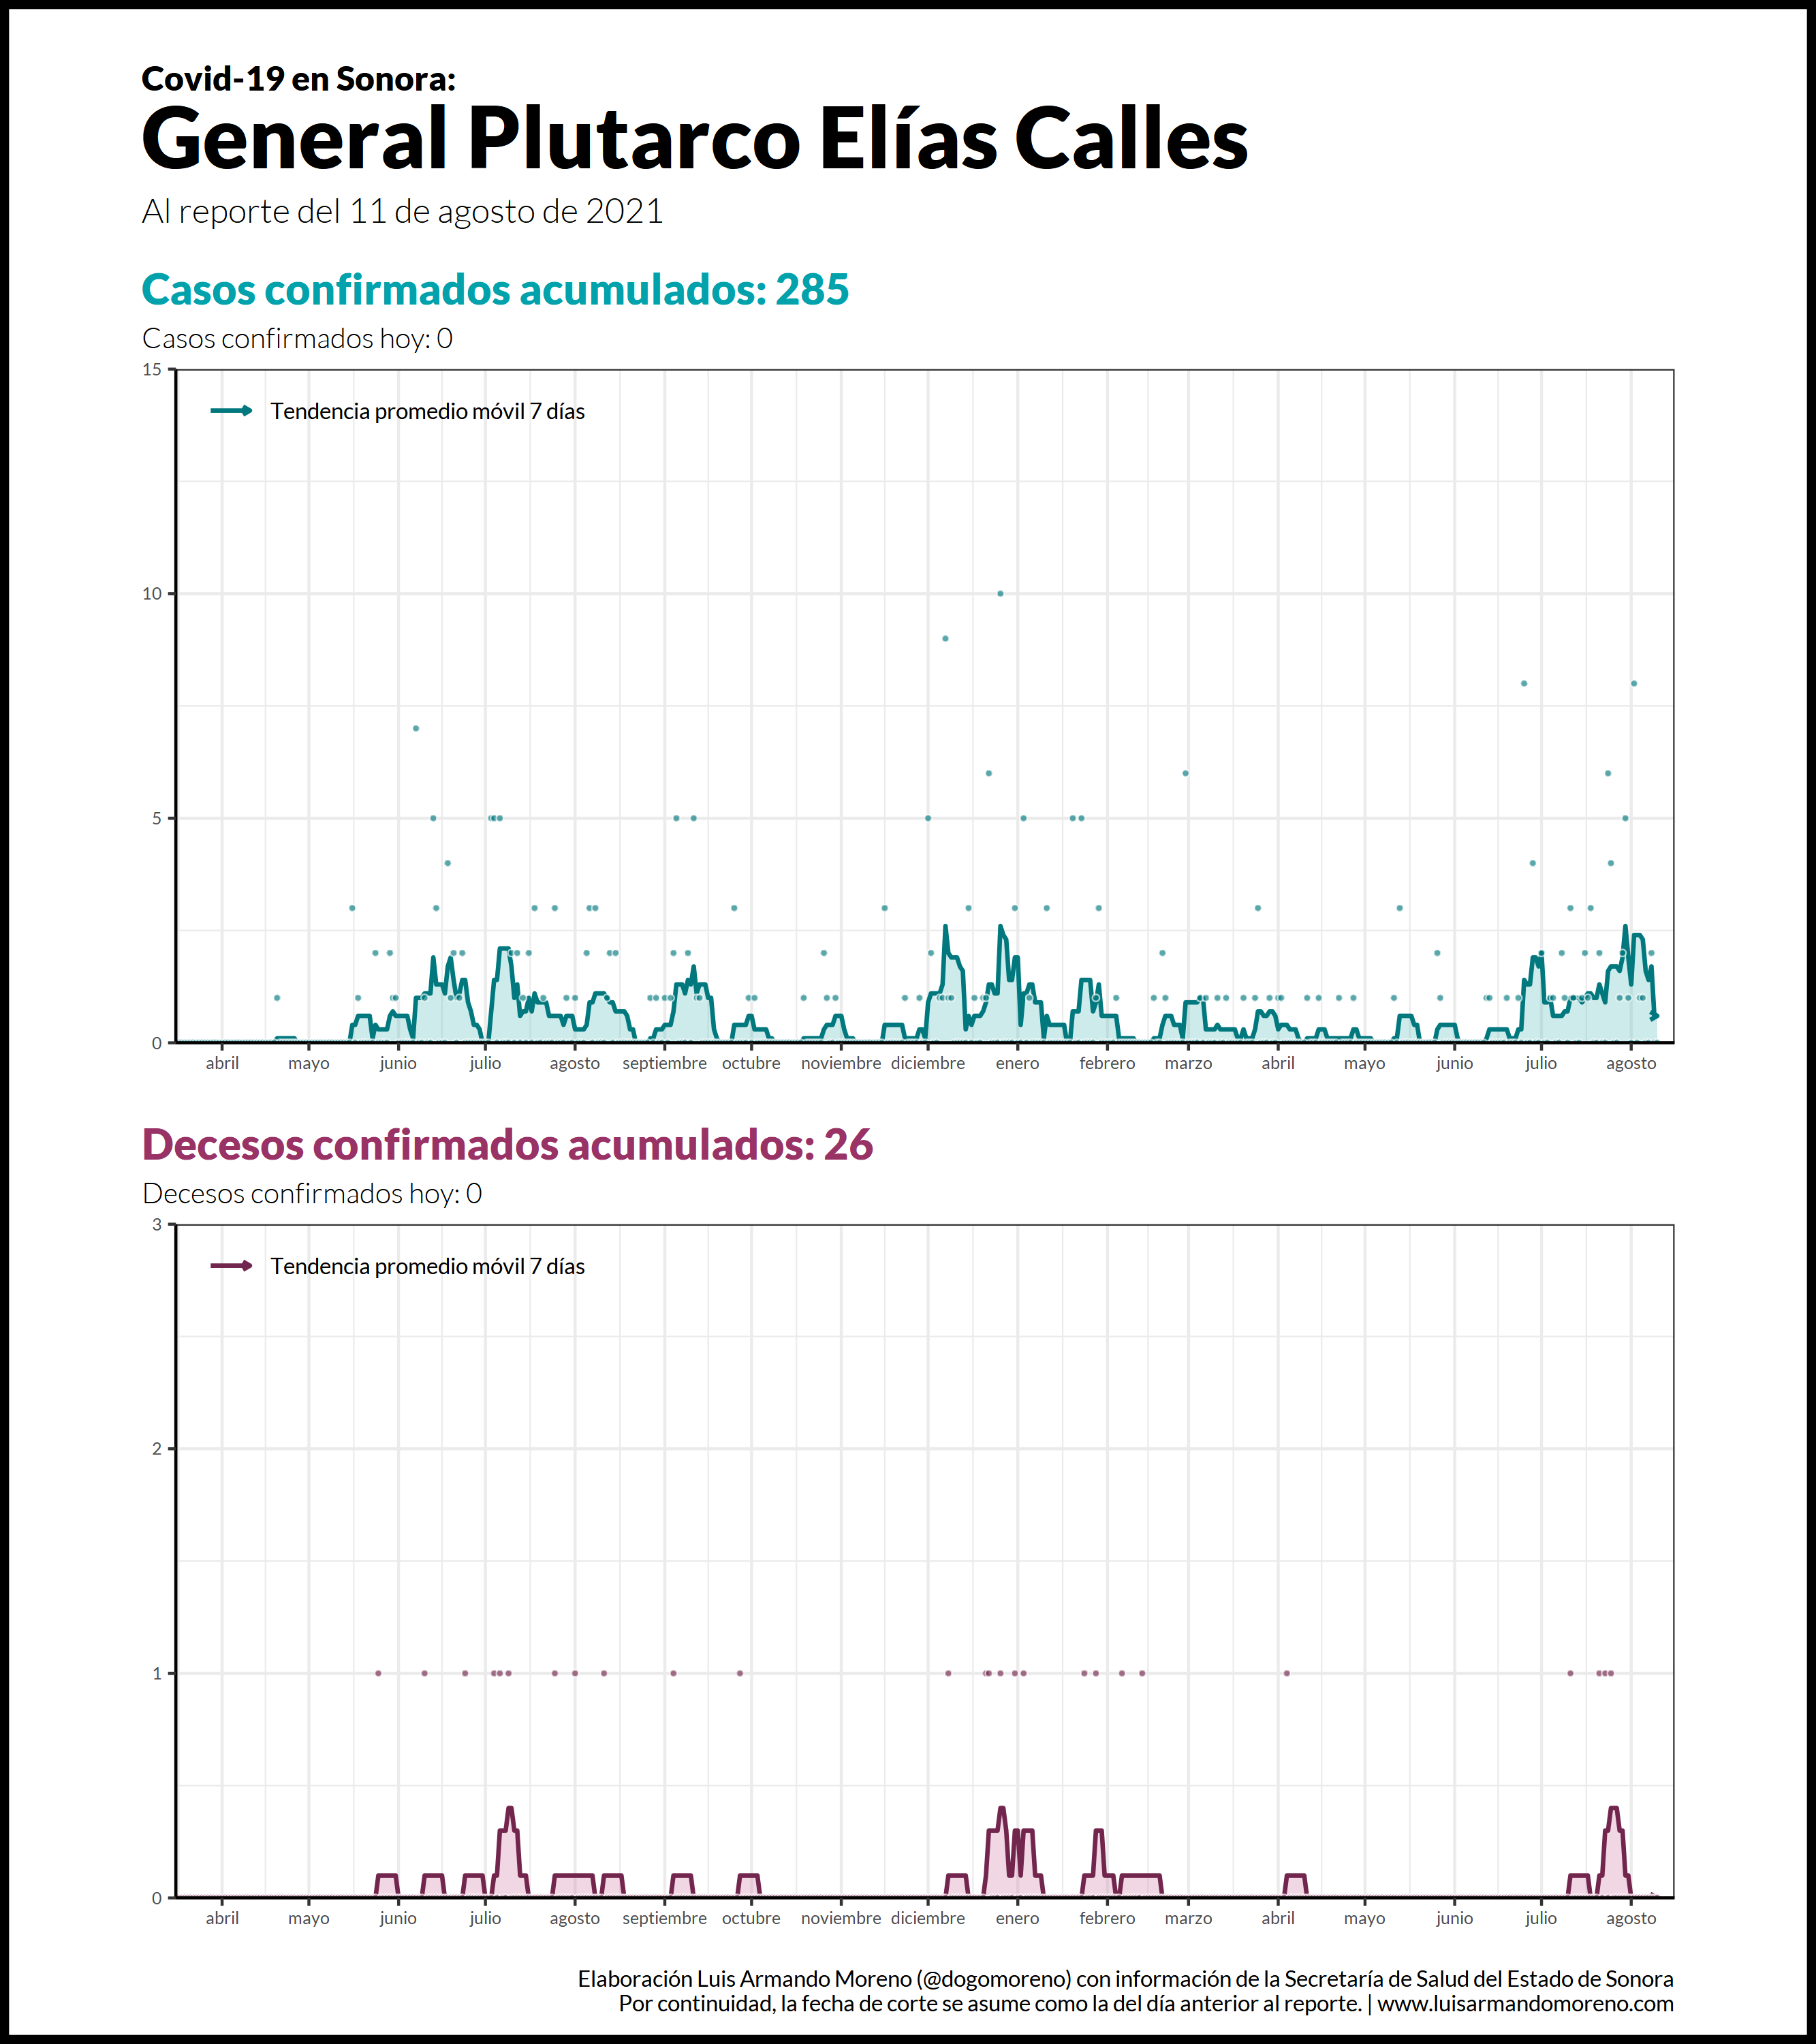 Covid-19 en Sonora:
General Plutarco Elías Calles
Al reporte del 11 de agosto de 2021
Casos confirmados acumulados: 285
Casos confirmados hoy: 0
15
Tendencia promedio móvil 7 días
10
5
0
abril mayo junio julio agosto septiembre octubre noviembre diciembre enero febrero marzo abril mayo junio julio agosto
Decesos confirmados acumulados: 26
Decesos confirmados hoy: 0
3
Tendencia promedio móvil 7 días
2
1
0
abril mayo junio julio agosto septiembre octubre noviembre diciembre enero febrero marzo abril mayo junio julio agosto
Elaboración Luis Armando Moreno (@dogomoreno) con información de la Secretaría de Salud del Estado de Sonora
Por continuidad, la fecha de corte se asume como la del día anterior al reporte. | www.luisarmandomoreno.com